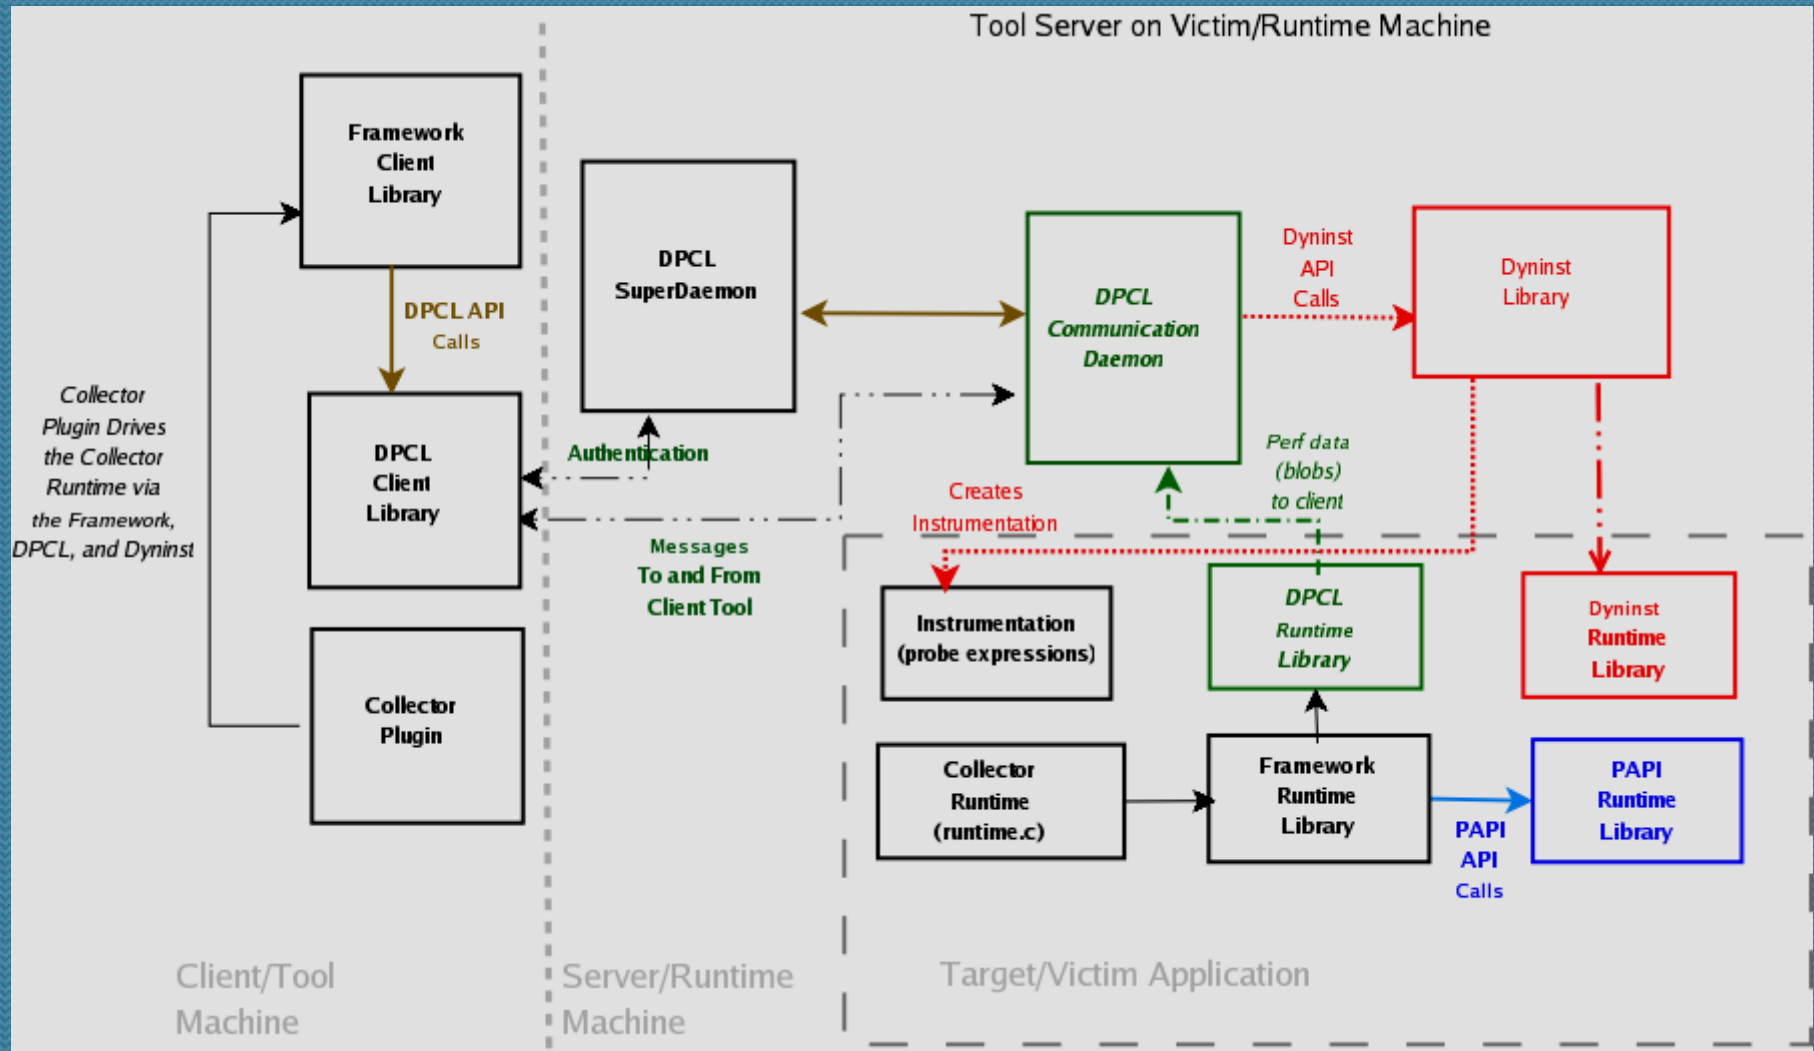 Tool Server on Victim/Runtime Machine
Framework
Client
Library
DPCL API
Calls
Collector
Plugin Drives
the Collector
Runtime via
the Framework,
DPCL, and Dyninst
DPCL
Client
Library
Collector
Plugin
DPCL
SuperDaemon
Authentication
Messages
To and From
Client Tool
DPCL
Communication
Daemon
Dyninst
API
Calls
Dyninst
Library
Perf data
(blobs)
to client
Creates
Instrumentation
Instrumentation
(probe expressions)
DPCL
Runtime
Library
Dyninst
Runtime
Library
Collector
Runtime
(runtime.c)
Framework
Runtime
Library
PAPI
API
Calls
PAPI
Runtime
Library
Client/Tool
Machine
Server/Runtime
Machine
Target/Victim Application